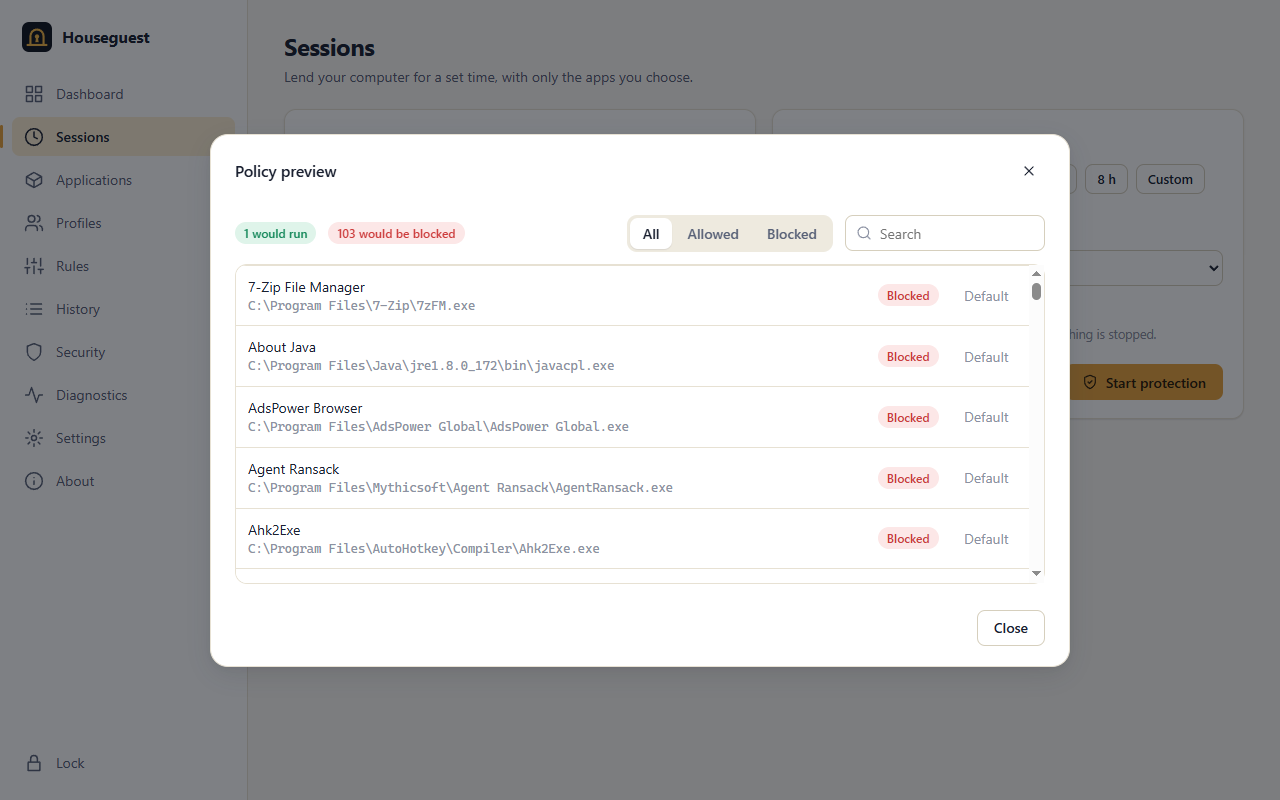 Houseguest
Dashboard
Sessions
Applications
Profiles
Rules
History
Security
Diagnostics
Settings
About
Lock
Sessions
Lend your computer for a set time, with only the apps you choose.
8 h
Custom
hing is stopped.
Start protection
Policy preview
1 would run
103 would be blocked
All
Allowed
Blocked
Search
7-Zip File Manager
C:\Program Files\7-Zip\7zFM.exe
Blocked
Default
About Java
C:\Program Files\Java\jre1.8.0_172\bin\javacpl.exe
Blocked
Default
AdsPower Browser
C:\Program Files\AdsPower Global\AdsPower Global.exe
Blocked
Default
Agent Ransack
C:\Program Files\Mythicsoft\Agent Ransack\AgentRansack.exe
Blocked
Default
Ahk2Exe
C:\Program Files\AutoHotkey\Compiler\Ahk2Exe.exe
Blocked
Default
Close